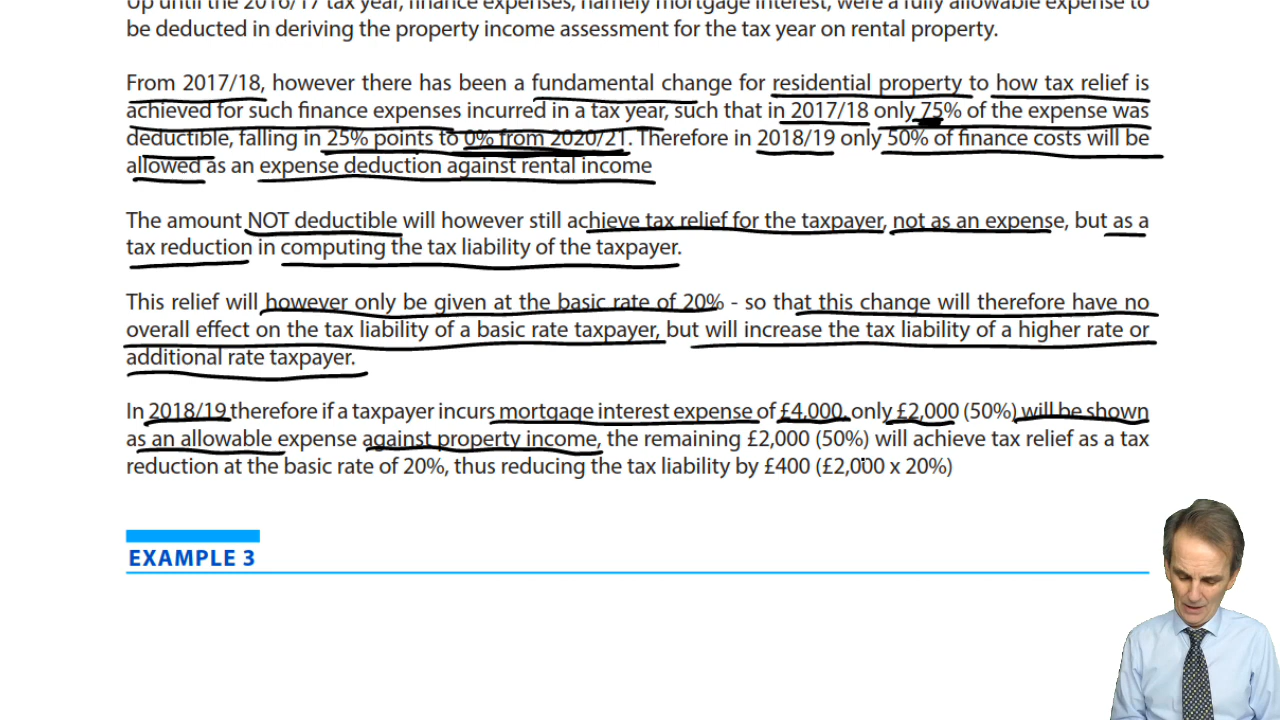 Up until the 2016/17 tax year, finance expenses, namely mortgage interest, were a fully allowable expense to
be deducted in deriving the property income assessment for the tax year on rental property.
From 2017/18, however there has been a fundamental change for residential property to how tax relief is
achieved for such finance expenses incurred in a tax year, such that in 2017/18 only 75% of the expense was
deductible, falling in 25% points to 0% from 2020/21. Therefore in 2018/19 only 50% of finance costs will be
allowed as an expense deduction against rental income
The amount NOT deductible will however still achieve tax relief for the taxpayer, not as an expense, but as a
tax reduction in computing the tax liability of the taxpayer.
This relief will however only be given at the basic rate of 20% - so that this change will therefore have no
overall effect on the tax liability of a basic rate taxpayer, but will increase the tax liability of a higher rate or
additional rate taxpayer.
In 2018/19 therefore if a taxpayer incurs mortgage interest expense of £4,000, only £2,000 (50%) will be shown
as an allowable expense against property income, the remaining £2,000 (50%) will achieve tax relief as a tax
reduction at the basic rate of 20%, thus reducing the tax liability by £400 (£2,000 x 20%)
EXAMPLE 3